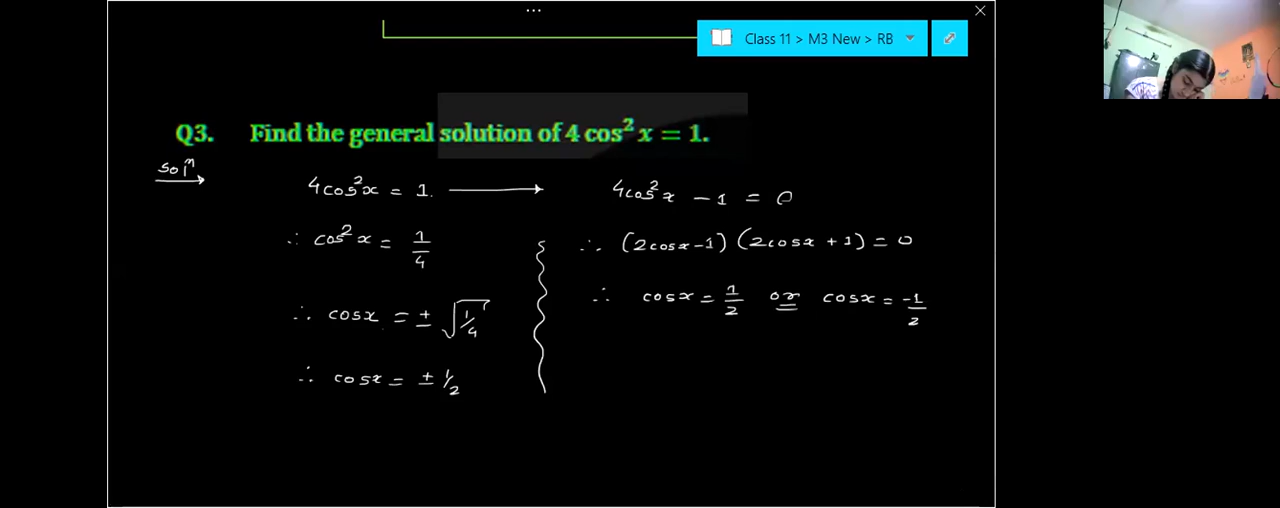 ...
Class 11 > M3 New > RB
Q3. Find the general solution of 4 cos² x = 1.
Solⁿ
4cos²x = 1.
∴ cos²x = 1/4
∴ cosx = ± √1/4
∴ cosx = ± 1/2
4cos²x - 1 = 0
∴ (2cosx-1) (2cosx + 1) = 0
∴ cosx = 1/2 or cosx = -1/2